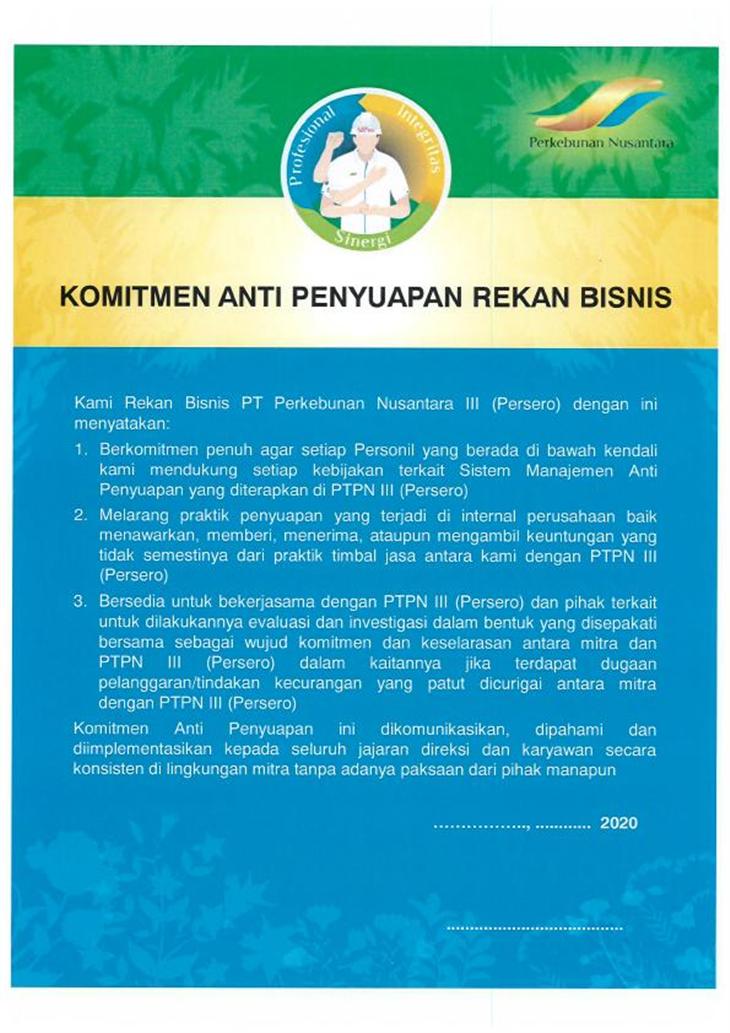 Profesional
Integritas
Sinergi
Perkebunan Nusantara
KOMITMEN ANTI PENYUAPAN REKAN BISNIS
Kami Rekan Bisnis PT Perkebunan Nusantara III (Persero) dengan ini
menyatakan:
1. Berkomitmen penuh agar setiap Personil yang berada di bawah kendali
kami mendukung setiap kebijakan terkait Sistem Manajemen Anti
Penyuapan yang diterapkan di PTPN III (Persero)
2. Melarang praktik penyuapan yang terjadi di internal perusahaan baik
menawarkan, memberi, menerima, ataupun mengambil keuntungan yang
tidak semestinya dari praktik timbal jasa antara kami dengan PTPN III
(Persero)
3. Bersedia untuk bekerjasama dengan PTPN III (Persero) dan pihak terkait
untuk dilakukannya evaluasi dan investigasi dalam bentuk yang disepakati
bersama sebagai wujud komitmen dan keselarasan antara mitra dan
PTPN III (Persero) dalam kaitannya jika terdapat dugaan
pelanggaran/tindakan kecurangan yang patut dicurigai antara mitra
dengan PTPN III (Persero)
Komitmen Anti Penyuapan ini dikomunikasikan, dipahami dan
diimplementasikan kepada seluruh jajaran direksi dan karyawan secara
konsisten di lingkungan mitra tanpa adanya paksaan dari pihak manapun
................., ............ 2020
......................................